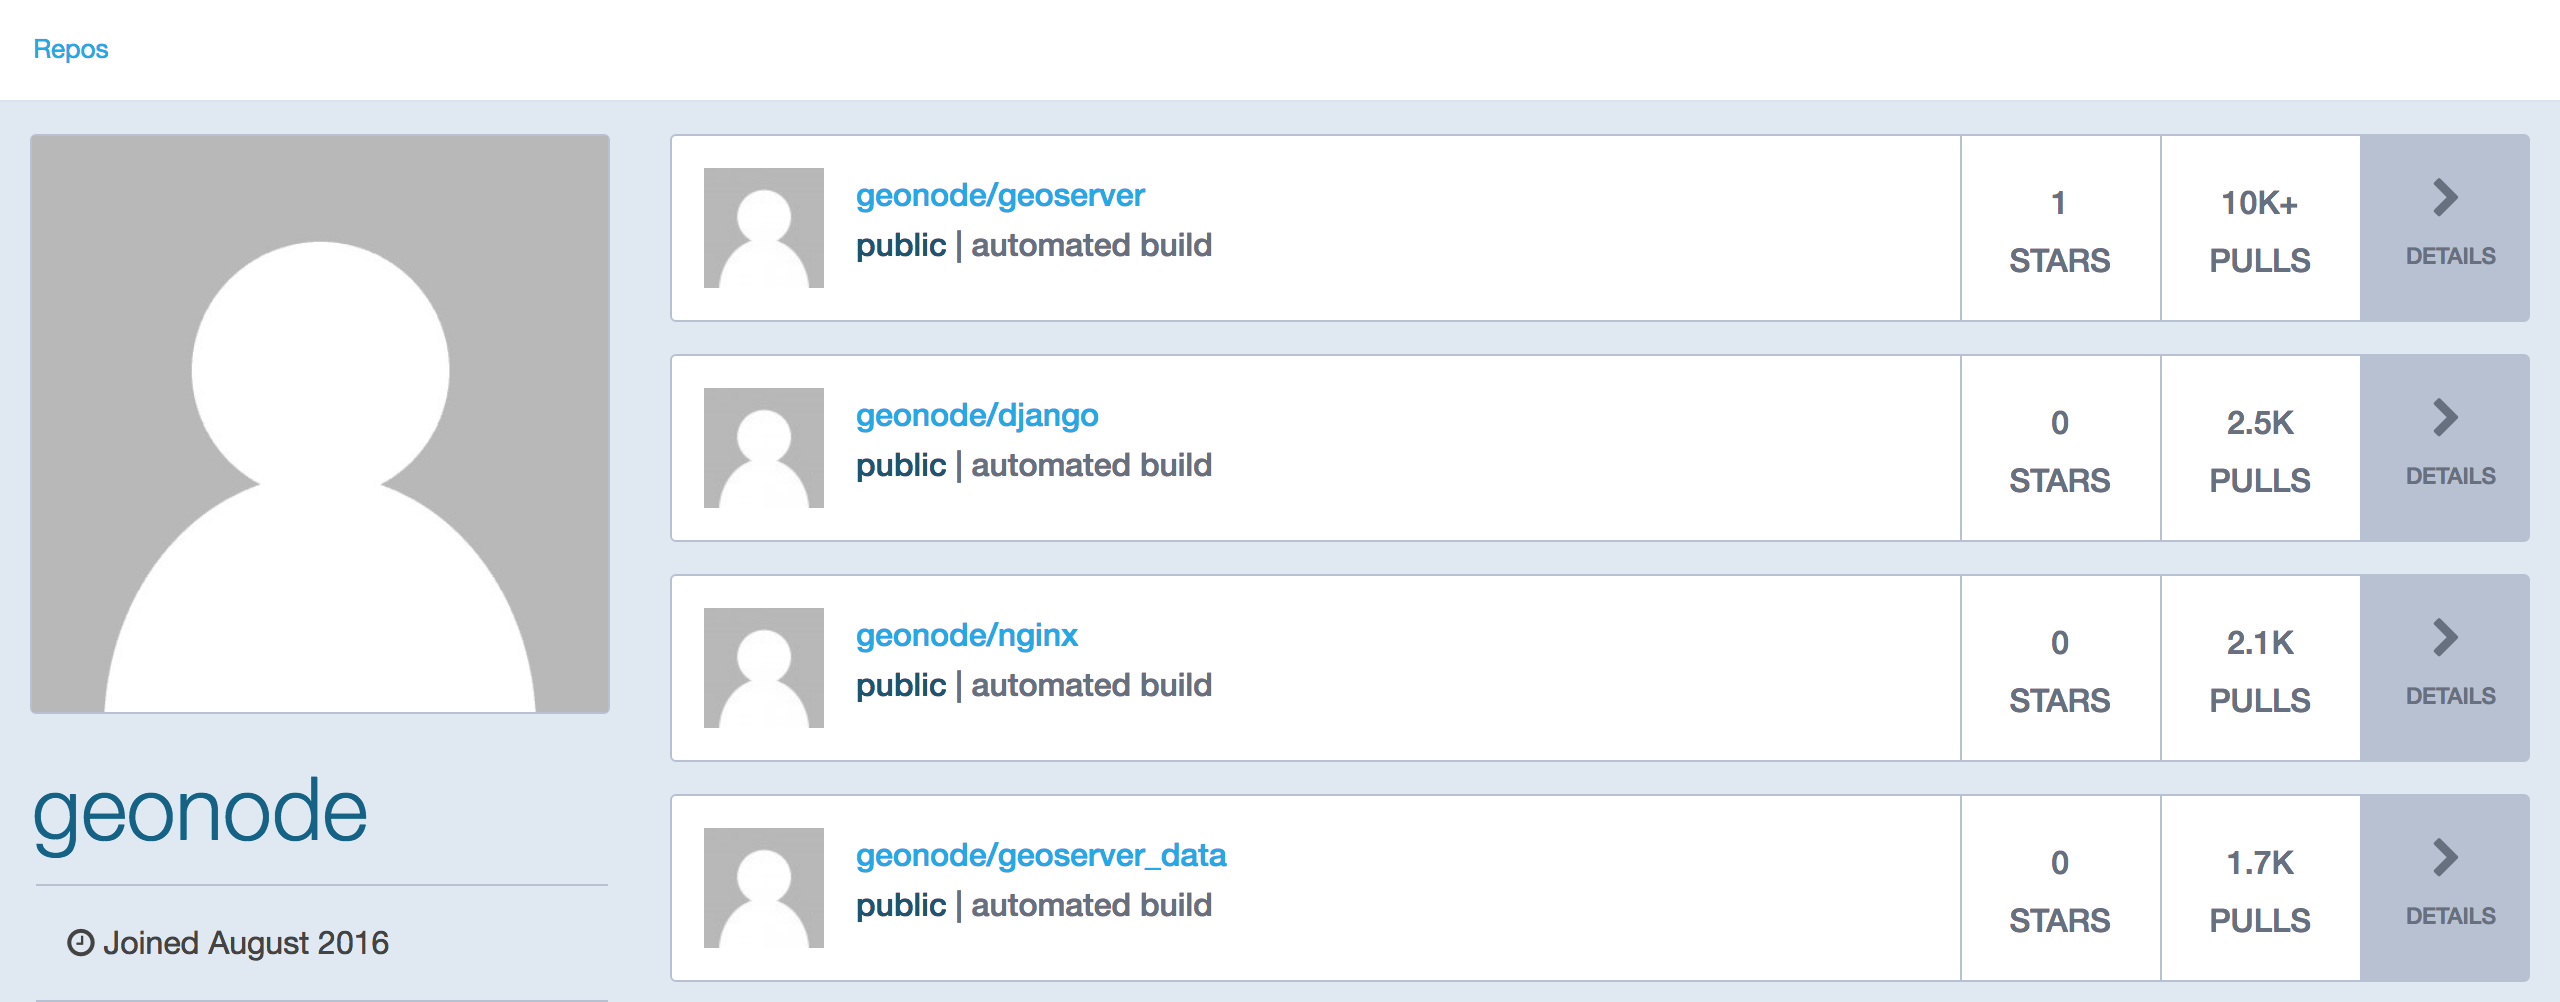 Repos
geonode
Joined August 2016
geonode/geoserver
public | automated build
1
STARS
10K+
PULLS
DETAILS
geonode/django
public | automated build
0
STARS
2.5K
PULLS
DETAILS
geonode/nginx
public | automated build
0
STARS
2.1K
PULLS
DETAILS
geonode/geoserver_data
public | automated build
0
STARS
1.7K
PULLS
DETAILS